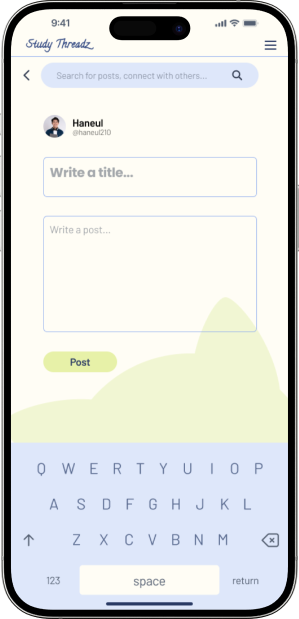 9:41
Study Threadz
Search for posts, connect with others...
Haneul
@haneul210
Write a title...
Write a post...
Post
Q W E R T Y U I O P
A S D F G H J K L
Z X C V B N M
123 space return